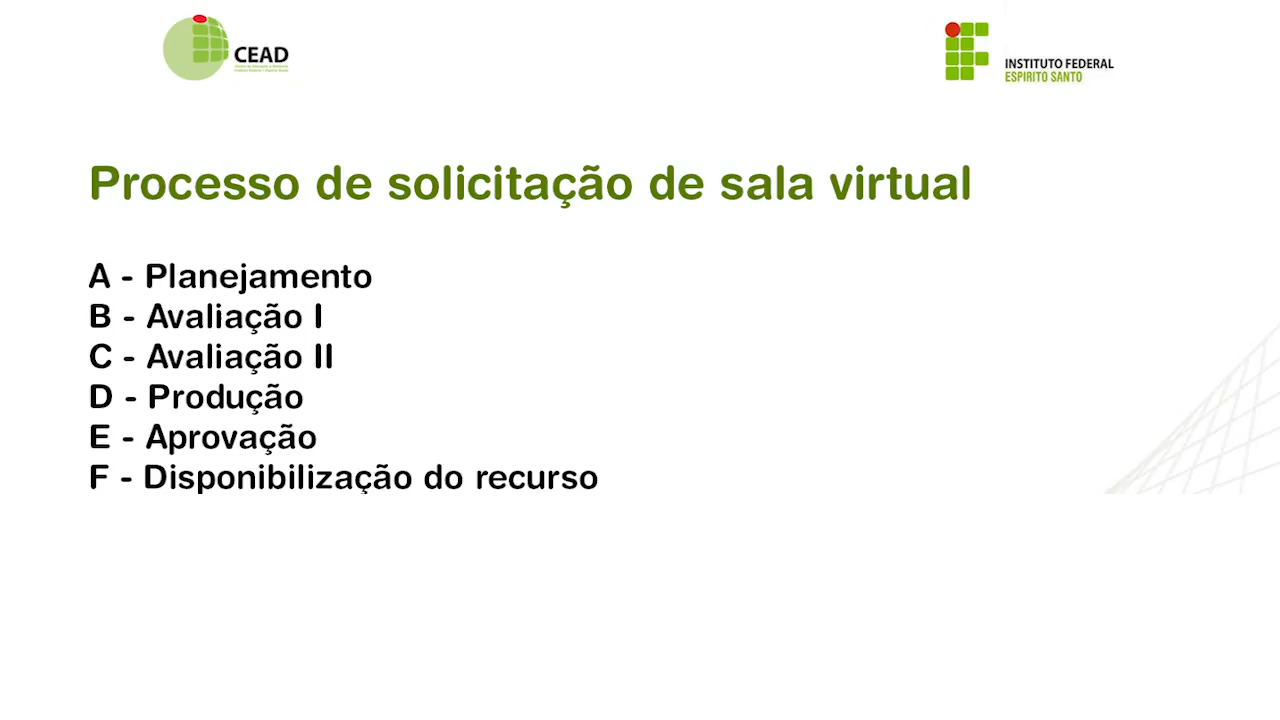 CEAD
INSTITUTO FEDERAL
ESPÍRITO SANTO
Processo de solicitação de sala virtual
A - Planejamento
B - Avaliação I
C - Avaliação II
D - Produção
E - Aprovação
F - Disponibilização do recurso